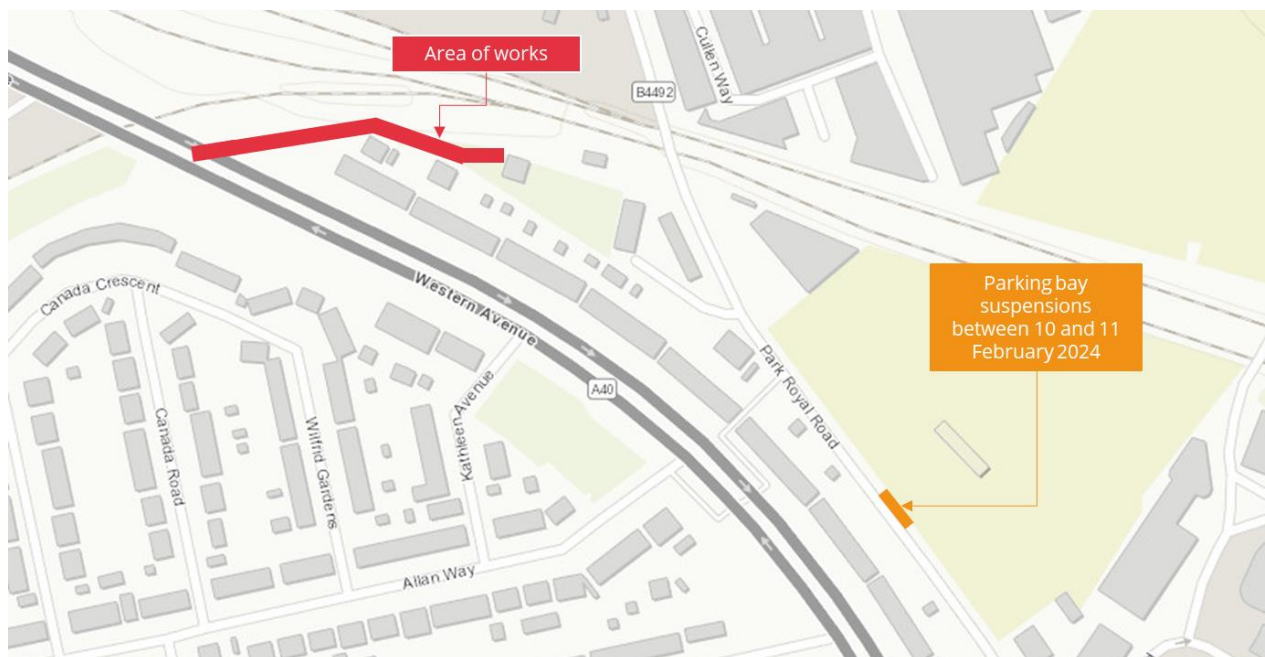 Area of works
Cullen Way
B4492
Canada Crescent
Western Avenue
Parking bay
suspensions
between 10 and 11
February 2024
Park Royal Road
A40
Kathleen Avenue
Canada Road
Wilfrid Gardens
Allan Way